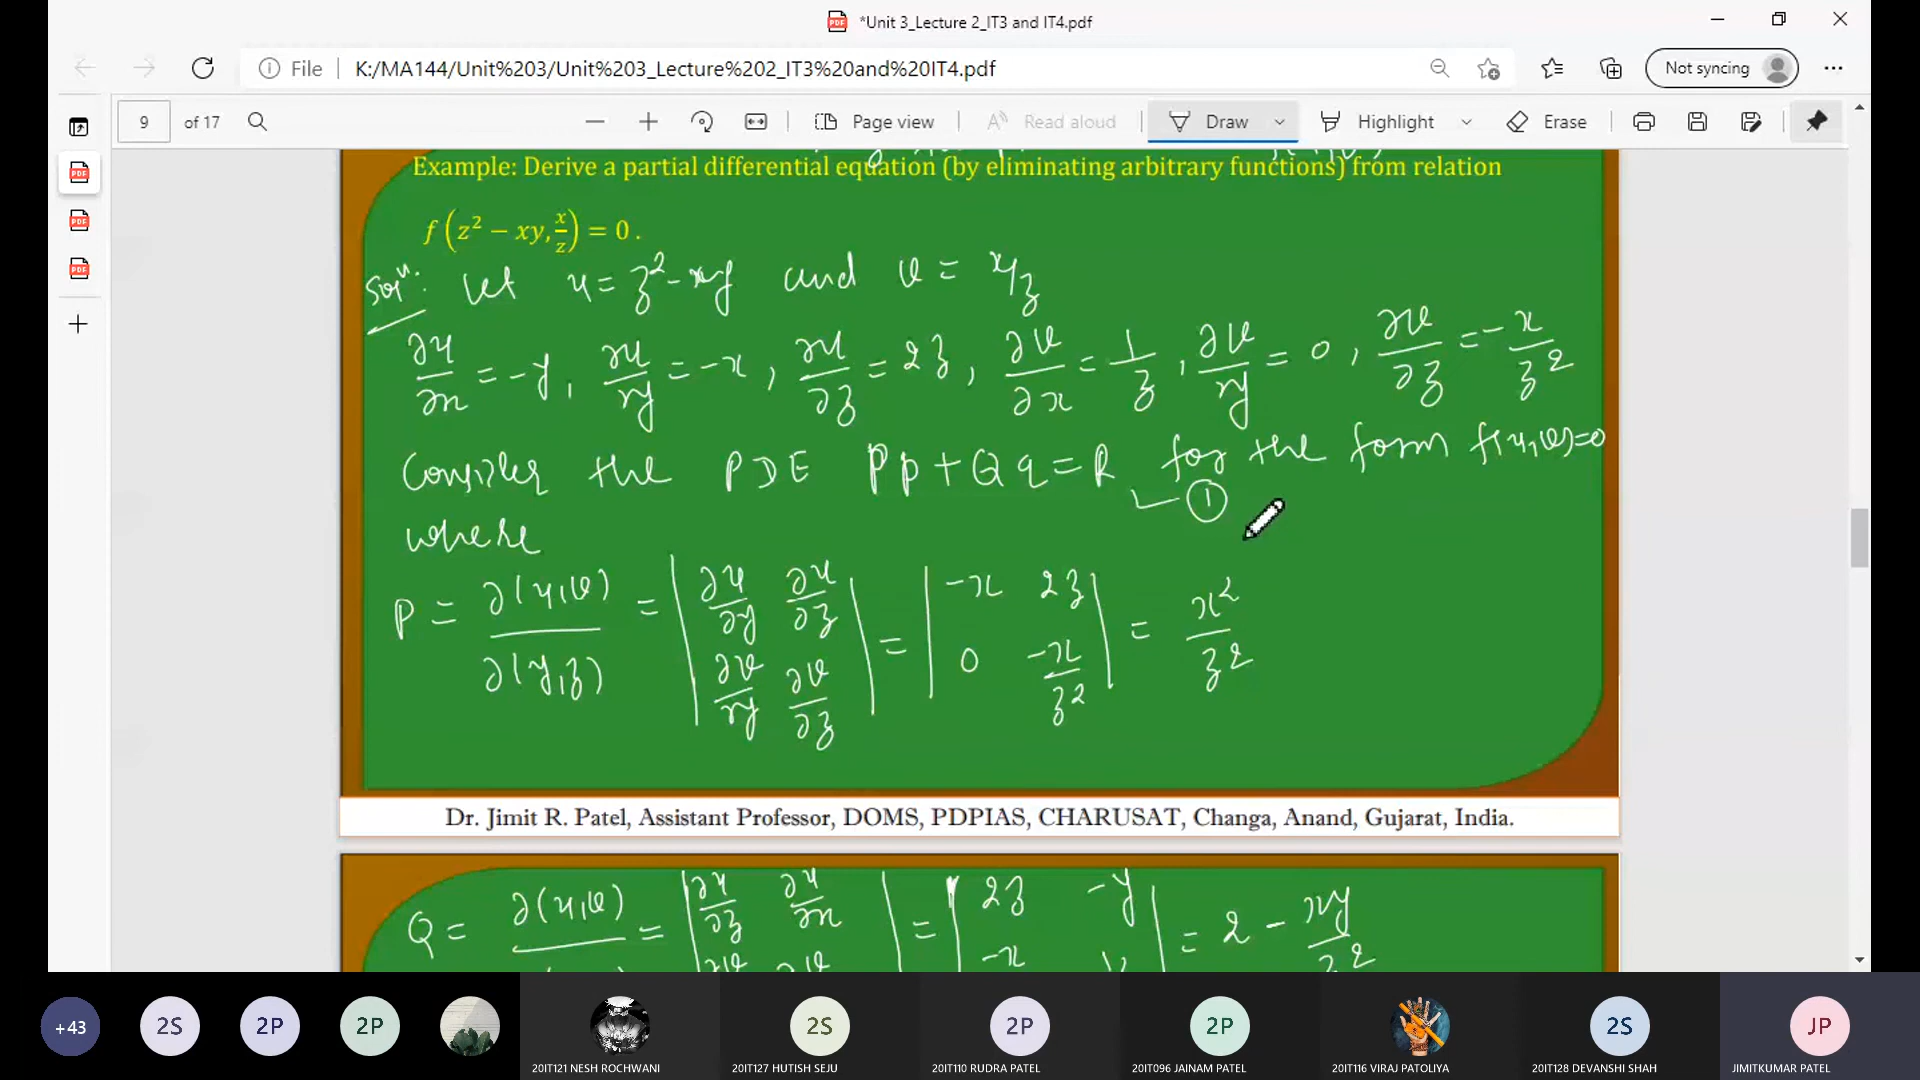 *Unit 3_Lecture 2_IT3 and IT4.pdf
File | K:/MA144/Unit%203/Unit%203_Lecture%202_IT3%20and%20IT4.pdf
Not syncing
9 of 17
Page view
Read aloud
Draw
Highlight
Erase
Example: Derive a partial differential equation (by eliminating arbitrary functions) from relation
f(z² − xy, x/z) = 0 .
Solⁿ: Let u = z² - xy and v = x/z
∂u/∂x = -y, ∂u/∂y = -x, ∂u/∂z = 2z, ∂v/∂x = 1/z, ∂v/∂y = 0, ∂v/∂z = -x/z²
Consider the PDE Pp + Qq = R for the form f(u,v)=0
①
where
P = ∂(u,v)/∂(y,z) = |∂u/∂y ∂u/∂z; ∂v/∂y ∂v/∂z| = |-x 2z; 0 -x/z²| = x²/z²
Dr. Jimit R. Patel, Assistant Professor, DOMS, PDPIAS, CHARUSAT, Changa, Anand, Gujarat, India.
Q = ∂(u,v) = |∂u/∂z ∂u/∂x = |2z -y = 2 - xy/z²
-x
+43
2S
2P
2P
2S
2P
2P
2S
JP
20IT121 NESH ROCHWANI
20IT127 HUTISH SEJU
20IT110 RUDRA PATEL
20IT096 JAINAM PATEL
20IT116 VIRAJ PATOLIYA
20IT128 DEVANSHI SHAH
JIMITKUMAR PATEL